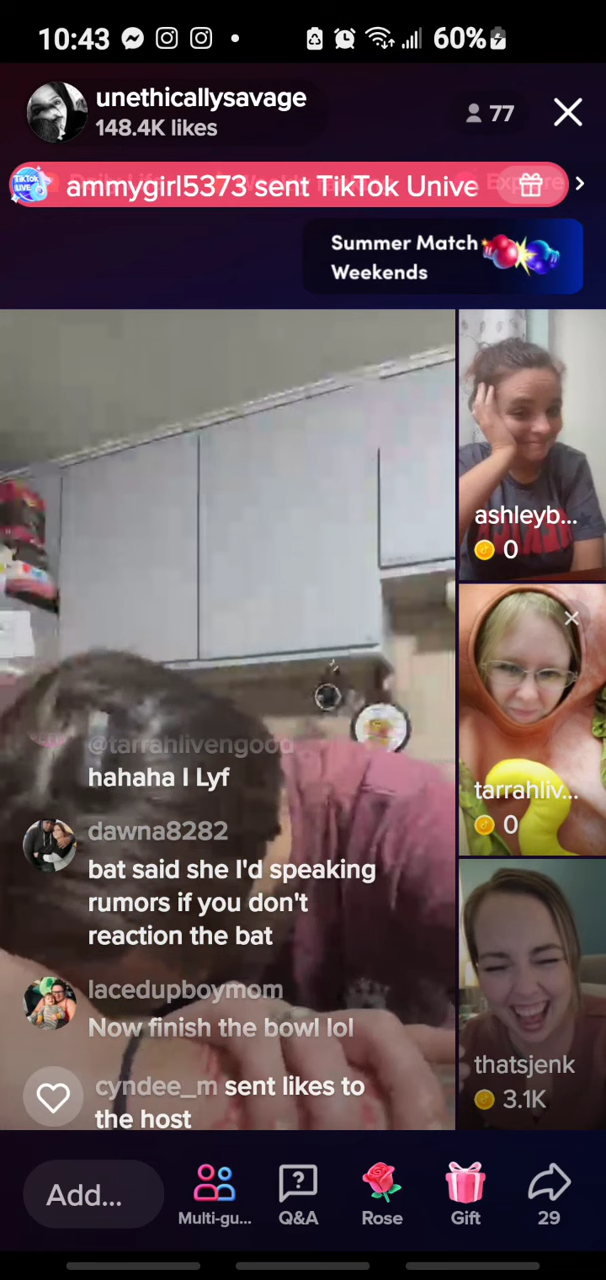 10:43
60%
unethicallysavage
148.4K likes
77
TikTok LIVE
ammygirl5373 sent TikTok Unive
Summer Match
Weekends
ashleyb...
0
tarrahliv...
0
thatsjenk
3.1K
@tarrahlivengood
hahaha I Lyf
dawna8282
bat said she I'd speaking
rumors if you don't
reaction the bat
lacedupboymom
Now finish the bowl lol
cyndee_m sent likes to
the host
Add...
Multi-gu...
Q&A
Rose
Gift
29